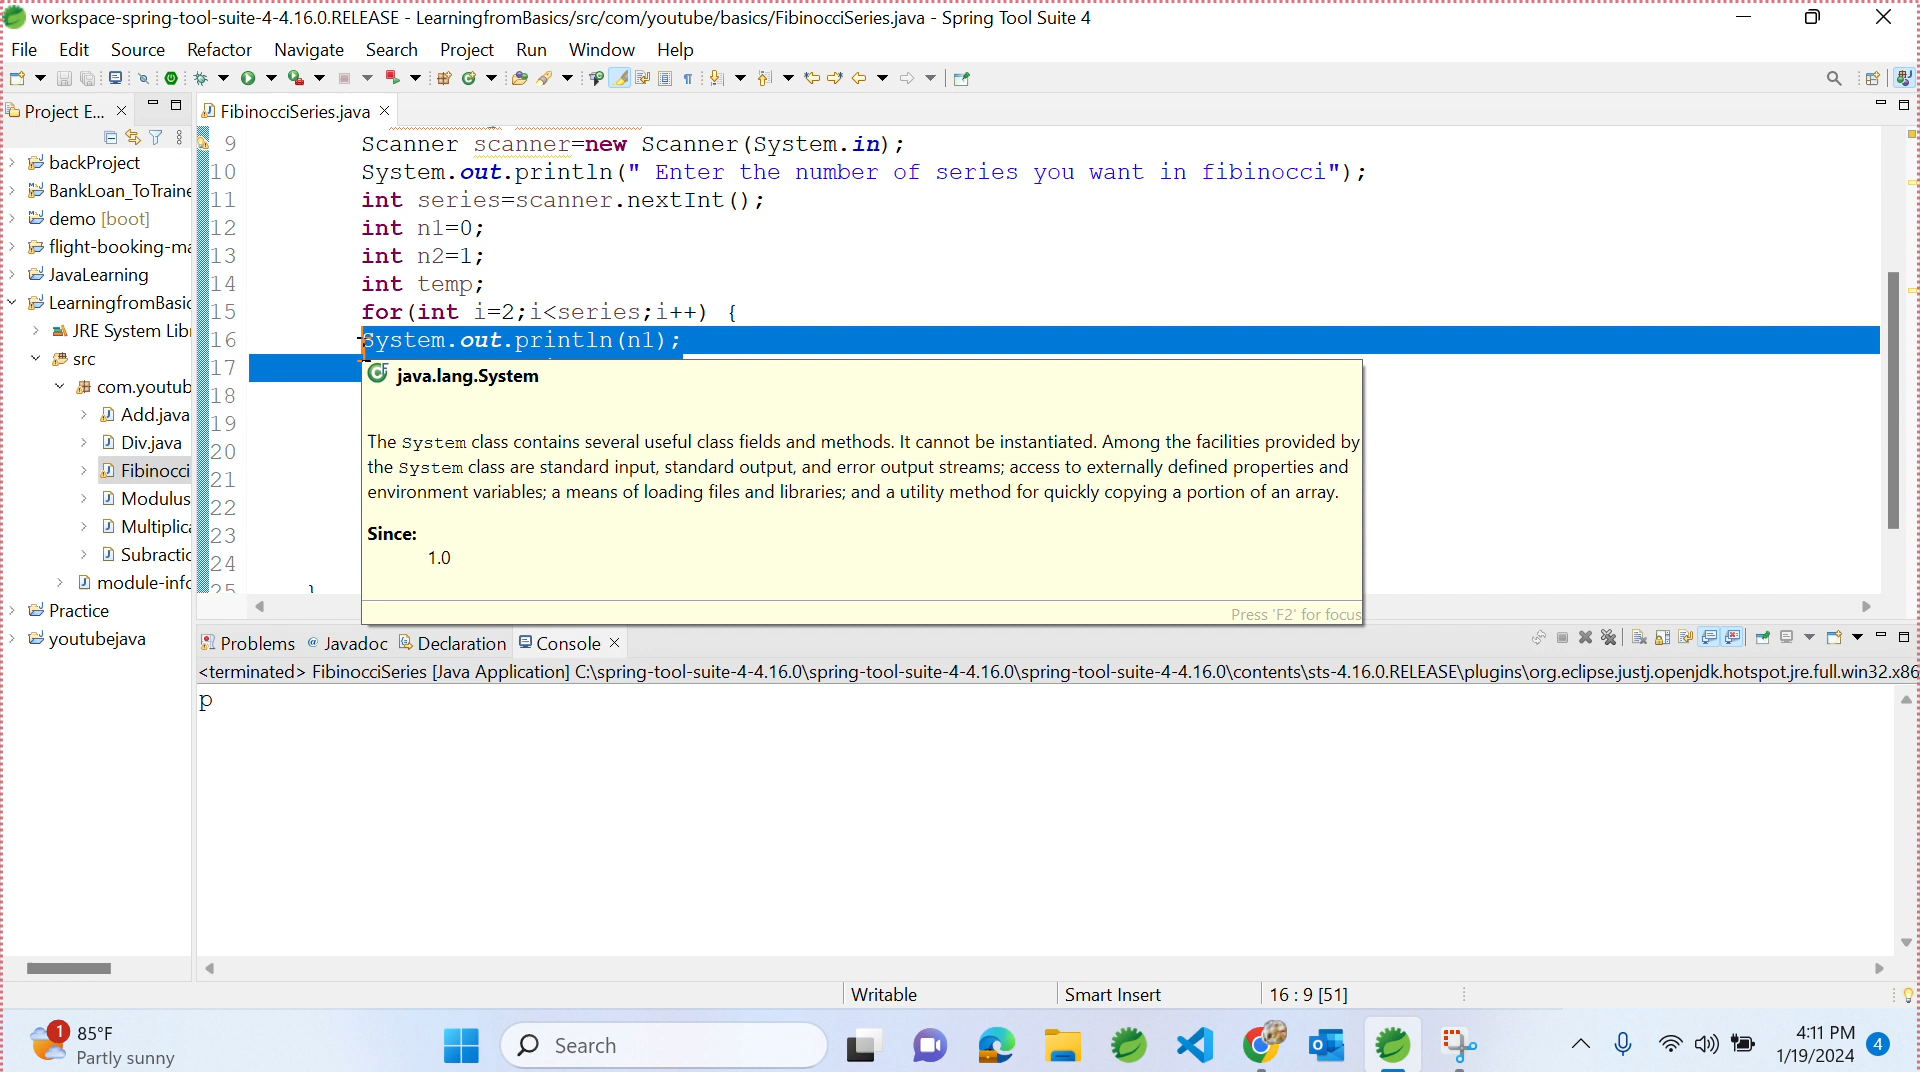 workspace-spring-tool-suite-4-4.16.0.RELEASE - LearningfromBasics/src/com/youtube/basics/FibinocciSeries.java - Spring Tool Suite 4
File Edit Source Refactor Navigate Search Project Run Window Help
Project E...
FibinocciSeries.java
backProject
BankLoan_ToTraine
demo [boot]
flight-booking-ma
JavaLearning
LearningfromBasic
JRE System Libr
src
com.youtub
Add.java
Div.java
Fibinocci
Modulus
Multiplica
Subractio
module-info
Practice
youtubejava
9 Scanner scanner=new Scanner(System.in);
10 System.out.println(" Enter the number of series you want in fibinocci");
11 int series=scanner.nextInt();
12 int n1=0;
13 int n2=1;
14 int temp;
15 for(int i=2;i<series;i++) {
16 System.out.println(n1);
17
18
19
20
21
22
23
24
25 }
java.lang.System
The System class contains several useful class fields and methods. It cannot be instantiated. Among the facilities provided by
the System class are standard input, standard output, and error output streams; access to externally defined properties and
environment variables; a means of loading files and libraries; and a utility method for quickly copying a portion of an array.
Since:
1.0
Press 'F2' for focus
Problems Javadoc Declaration Console
<terminated> FibinocciSeries [Java Application] C:\spring-tool-suite-4-4.16.0\spring-tool-suite-4-4.16.0\spring-tool-suite-4-4.16.0\contents\sts-4.16.0.RELEASE\plugins\org.eclipse.justj.openjdk.hotspot.jre.full.win32.x86
p
Writable Smart Insert 16 : 9 [51]
1
85°F
Partly sunny
Search
4:11 PM
1/19/2024
4